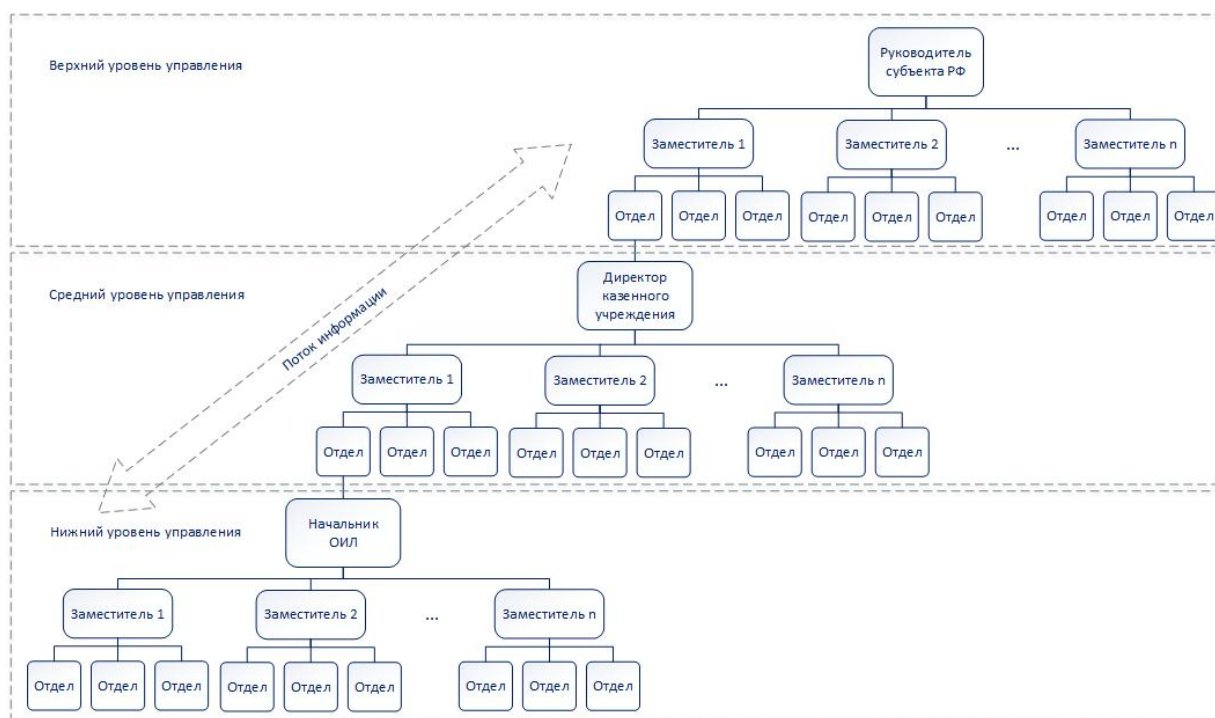 Верхний уровень управления
Руководитель
субъекта РФ
Заместитель 1
Заместитель 2
...
Заместитель n
Отдел
Отдел
Отдел
Отдел
Отдел
Отдел
Отдел
Отдел
Отдел
Средний уровень управления
Директор
казенного
учреждения
Поток информации
Заместитель 1
Заместитель 2
...
Заместитель n
Отдел
Отдел
Отдел
Отдел
Отдел
Отдел
Отдел
Отдел
Отдел
Нижний уровень управления
Начальник
ОИЛ
Заместитель 1
Заместитель 2
...
Заместитель n
Отдел
Отдел
Отдел
Отдел
Отдел
Отдел
Отдел
Отдел
Отдел